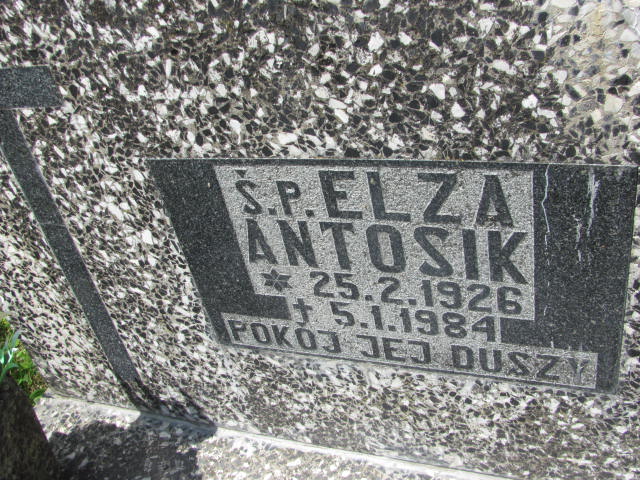 Ś.P. ELZA
ANTOSIK
25.2.1926
† 5.1.1984
POKÓJ JEJ DUSZY